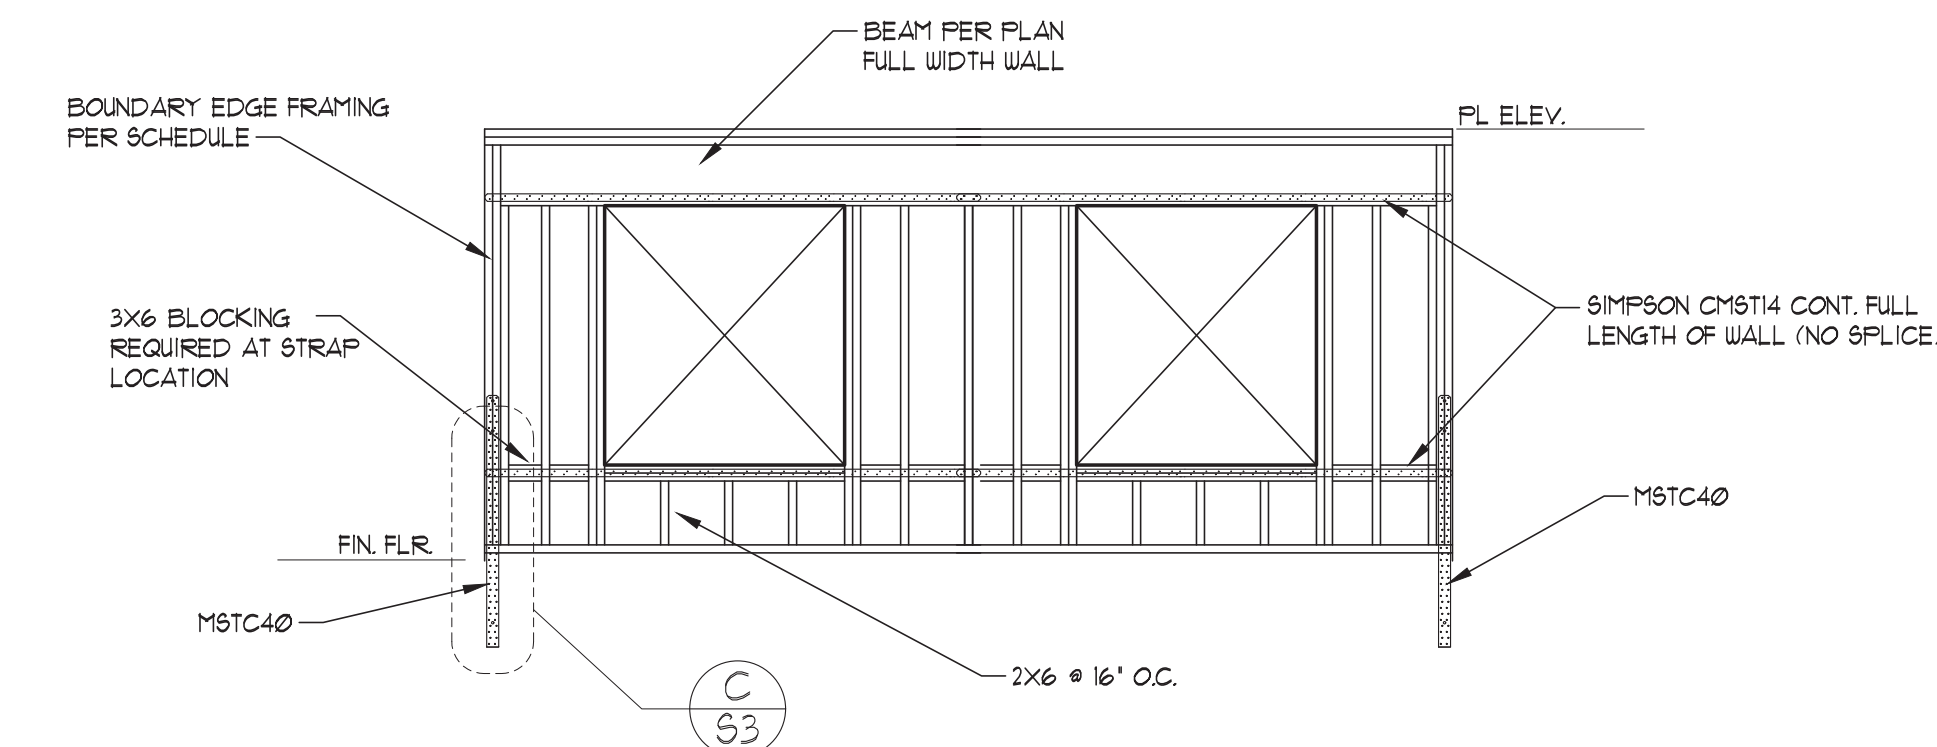 BEAM PER PLAN
FULL WIDTH WALL
BOUNDARY EDGE FRAMING
PER SCHEDULE
PL ELEV.
3X6 BLOCKING
REQUIRED AT STRAP
LOCATION
SIMPSON CMST14 CONT. FULL
LENGTH OF WALL (NO SPLICE.
MSTC40
FIN. FLR.
MSTC40
2X6 @ 16" O.C.
C
S3